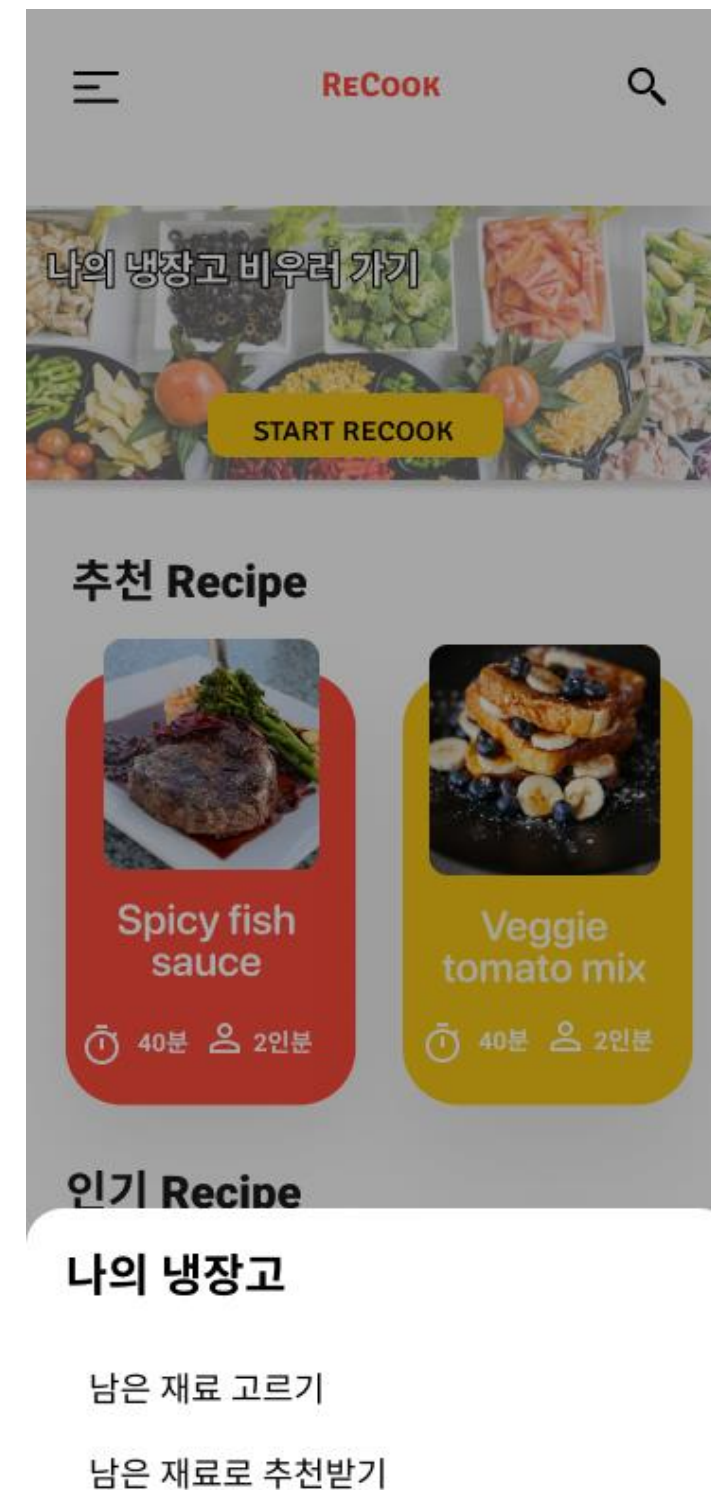 RECOOK
나의 냉장고 비우러 가기
START RECOOK
추천 Recipe
Spicy fish
sauce
40분 2인분
Veggie
tomato mix
40분 2인분
인기 Recipe
나의 냉장고
남은 재료 고르기
남은 재료로 추천받기